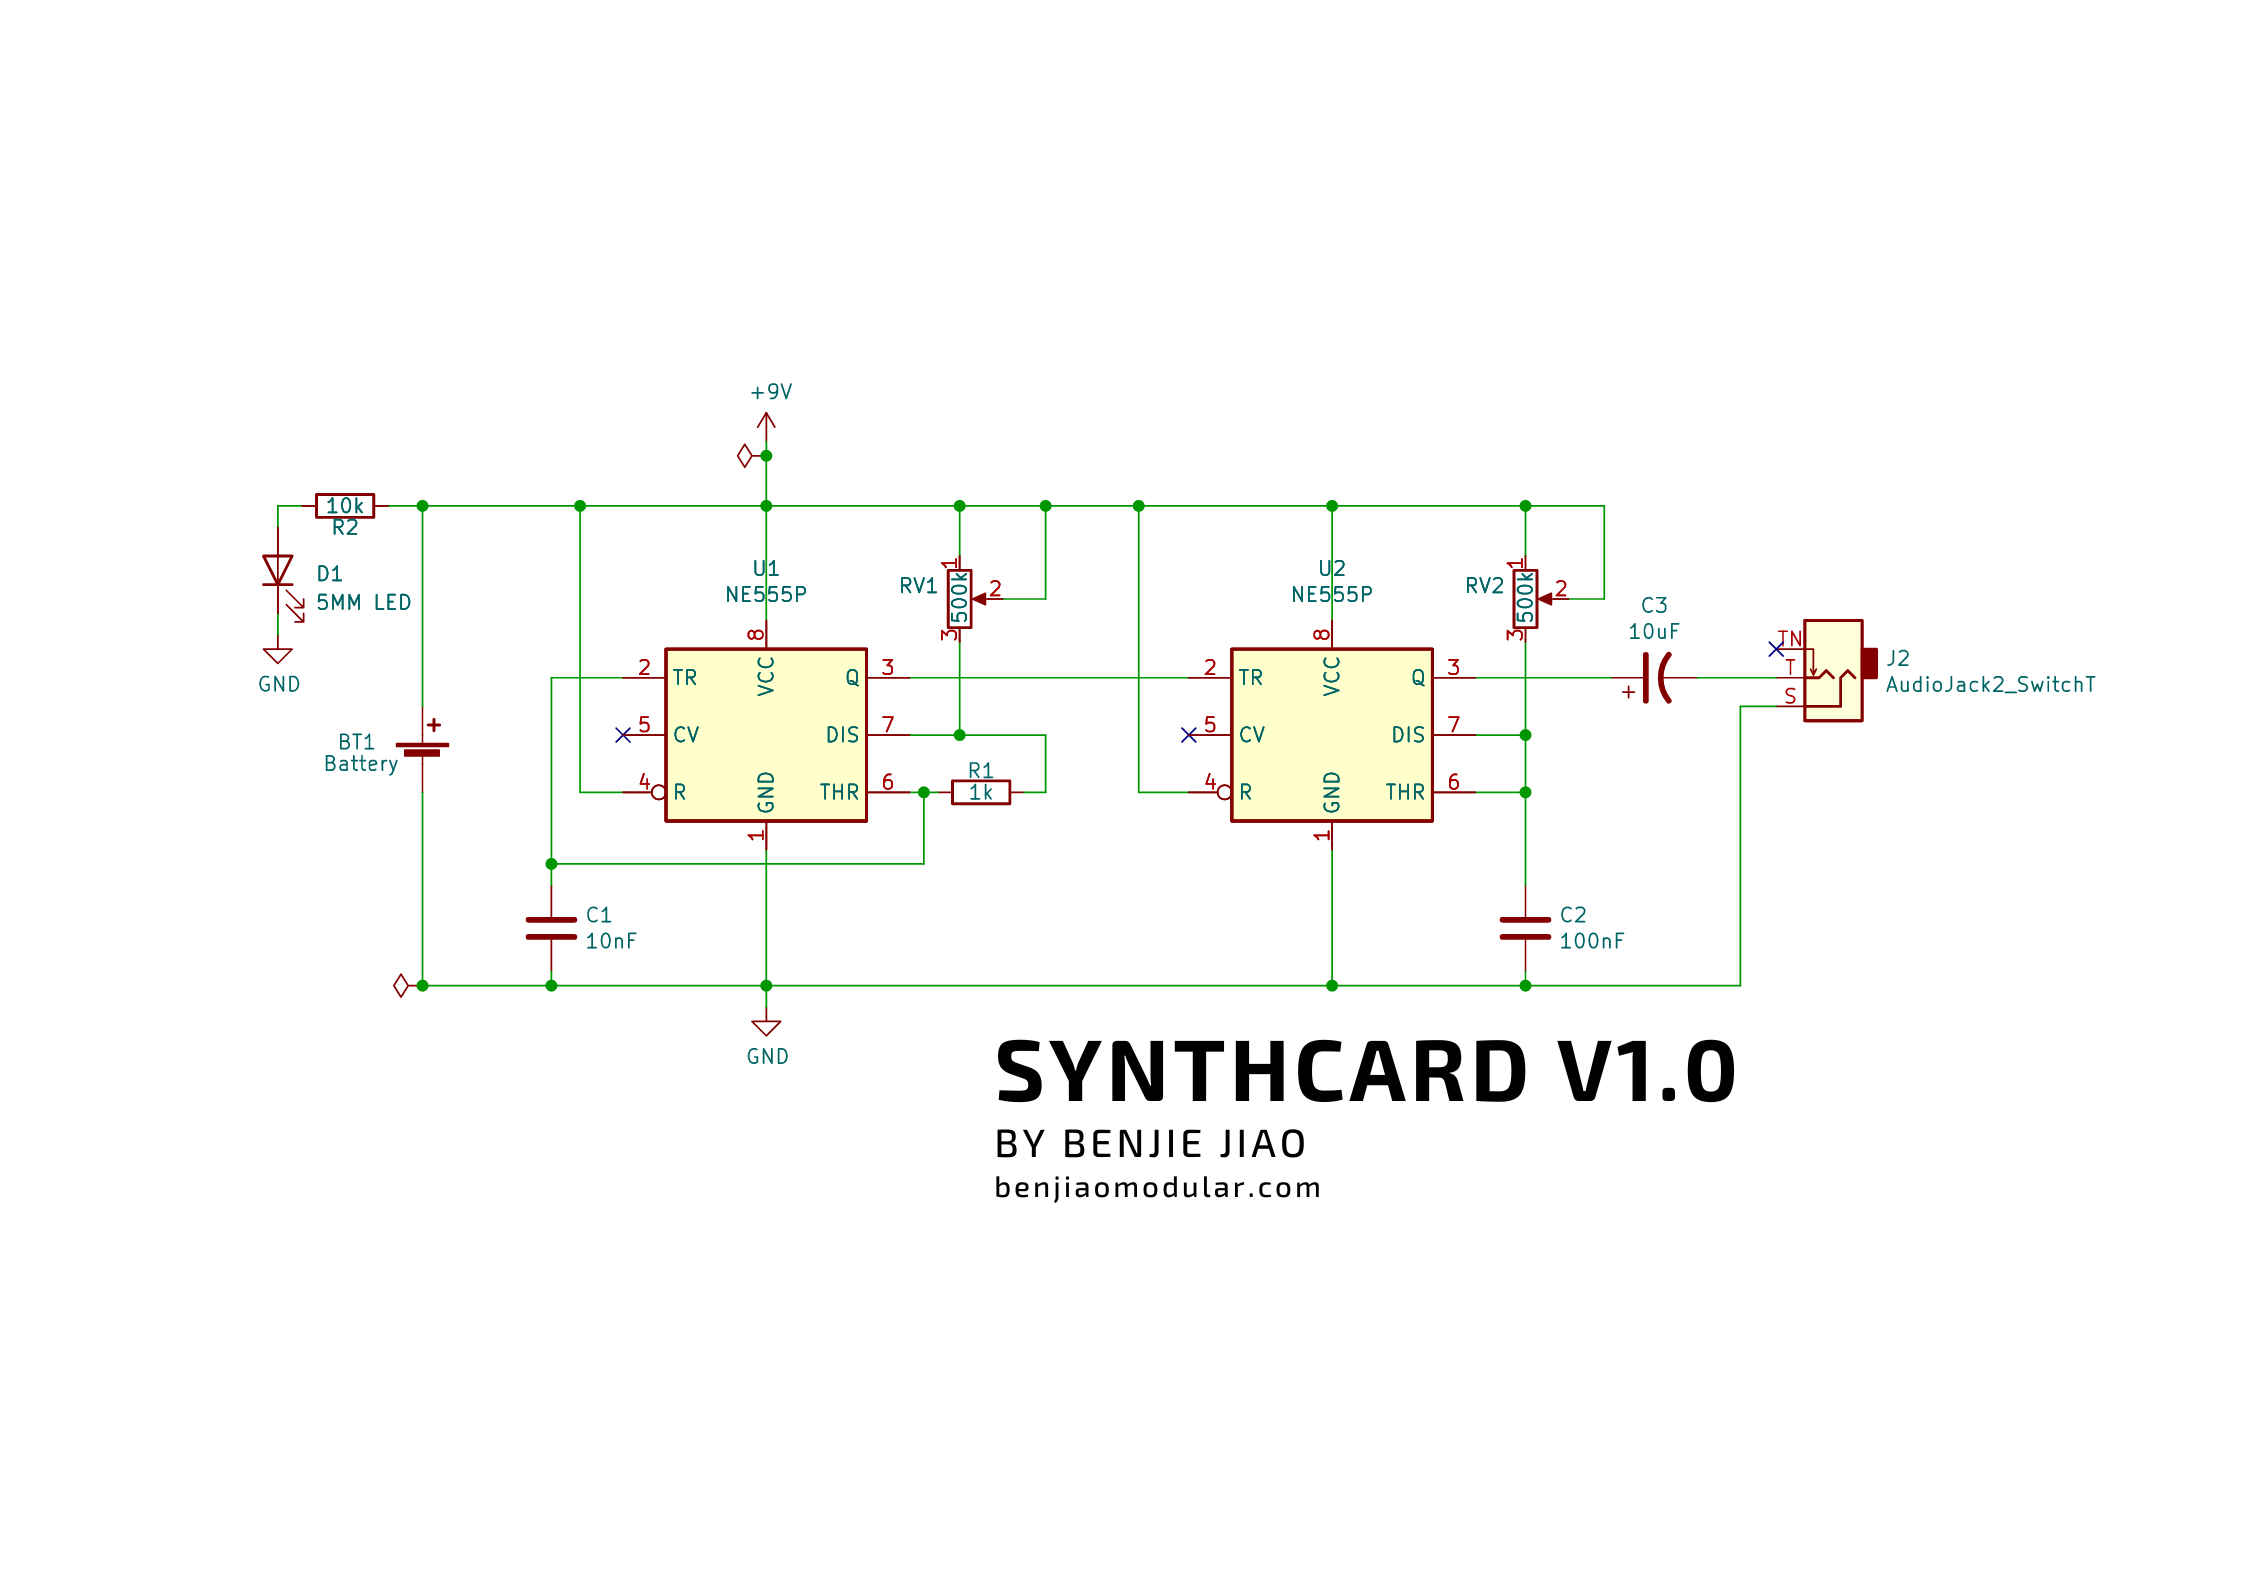 +9V
10k
R2
D1
5MM LED
GND
BT1
Battery
+
U1
NE555P
8
VCC
2
TR
5
CV
4
R
GND
1
Q
3
DIS
7
THR
6
RV1
1
500k
2
3
R1
1k
C1
10nF
GND
U2
NE555P
8
VCC
2
TR
5
CV
4
R
GND
1
Q
3
DIS
7
THR
6
RV2
1
500k
2
3
C3
10uF
+
C2
100nF
TN
T
S
J2
AudioJack2_SwitchT
SYNTHCARD V1.0
BY BENJIE JIAO
benjiaomodular.com